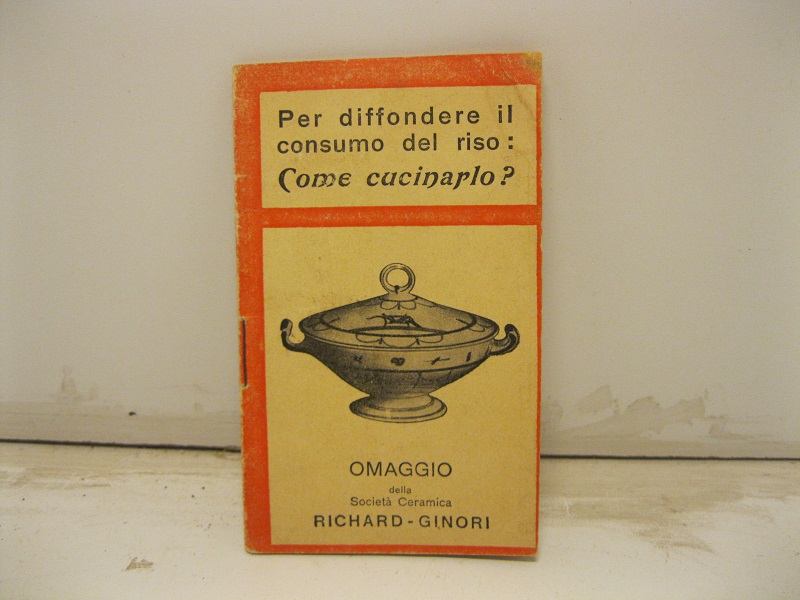 Per diffondere il
consumo del riso:
Come cucinarlo?
OMAGGIO
della
Società Ceramica
RICHARD-GINORI